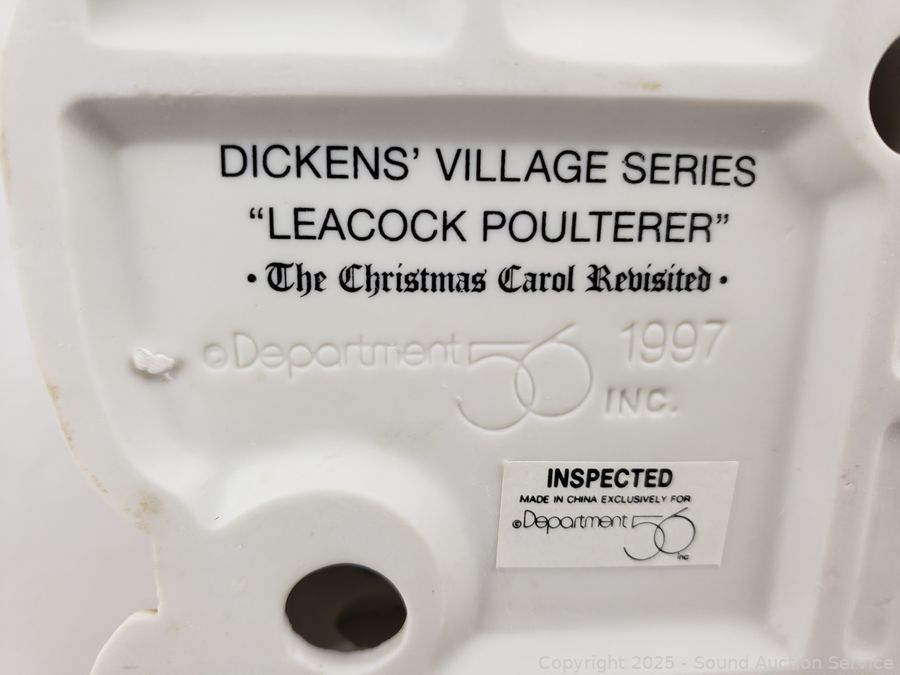 DICKENS' VILLAGE SERIES
“LEACOCK POULTERER”
• The Christmas Carol Revisited •
©Department 56 1997
INC.
INSPECTED
MADE IN CHINA EXCLUSIVELY FOR
©Department 56
INC.
Copyright 2025 - Sound Auction Service